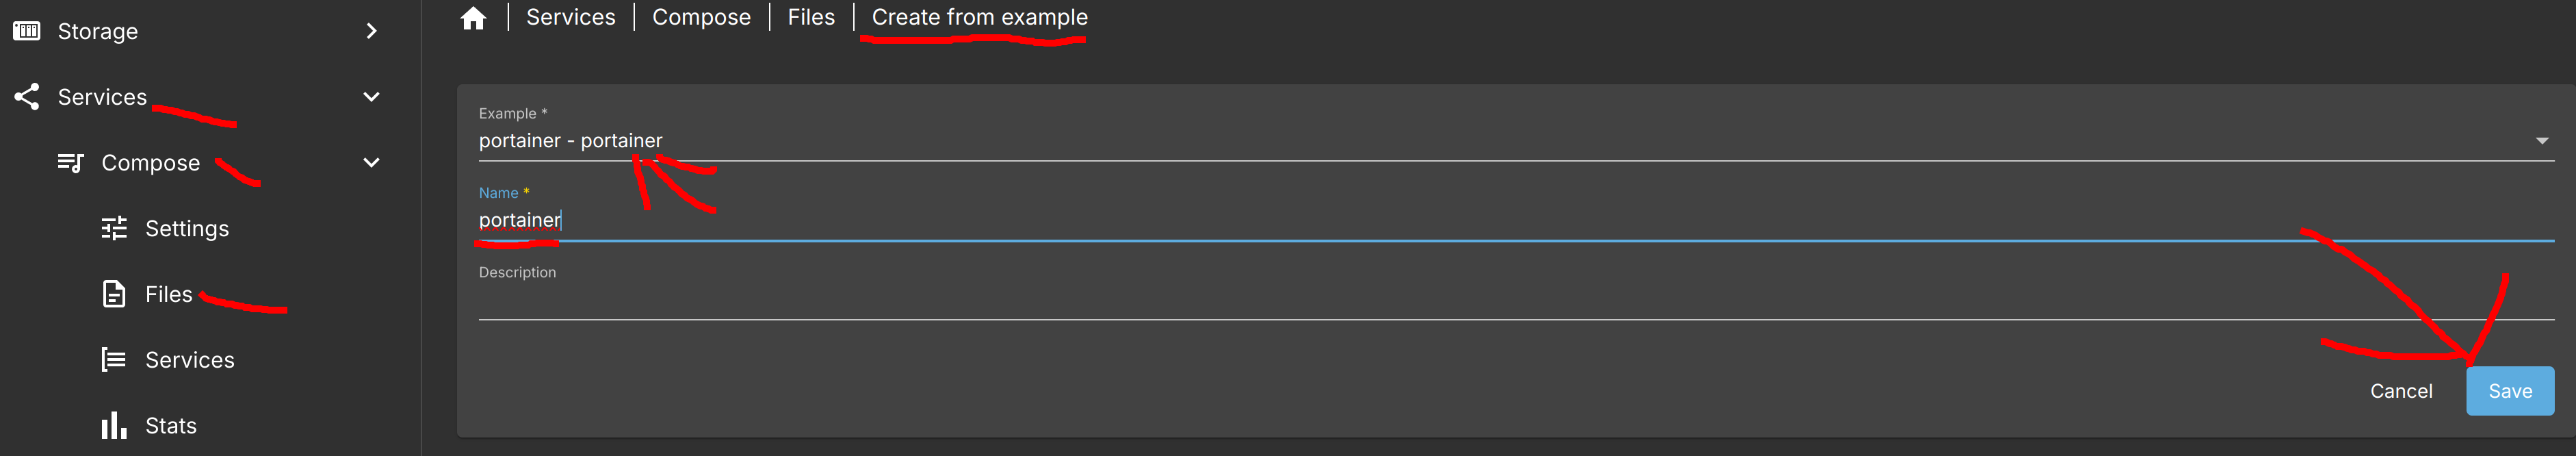 Storage
Services
Compose
Settings
Files
Services
Stats
Services | Compose | Files | Create from example
Example *
portainer - portainer
Name *
portainer
Description
Cancel
Save